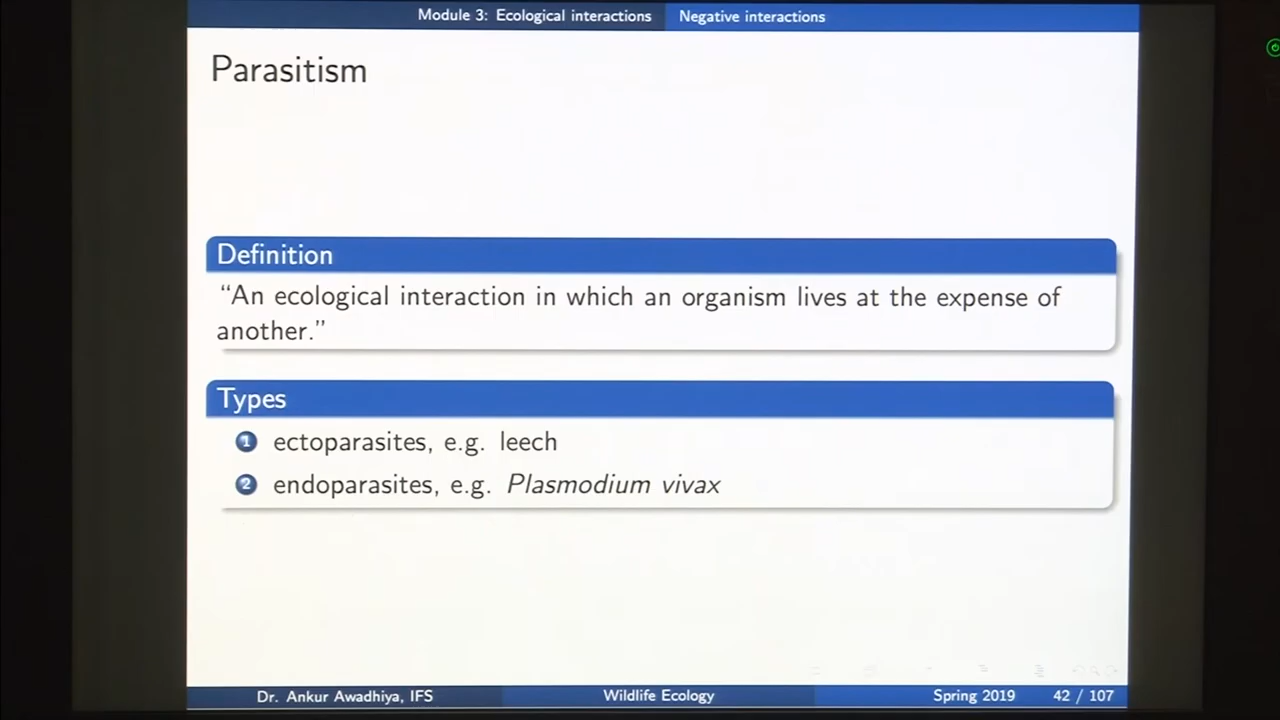 Module 3: Ecological interactions Negative interactions
Parasitism
Definition
“An ecological interaction in which an organism lives at the expense of
another.”
Types
1 ectoparasites, e.g. leech
2 endoparasites, e.g. Plasmodium vivax
Dr. Ankur Awadhiya, IFS Wildlife Ecology Spring 2019 42 / 107